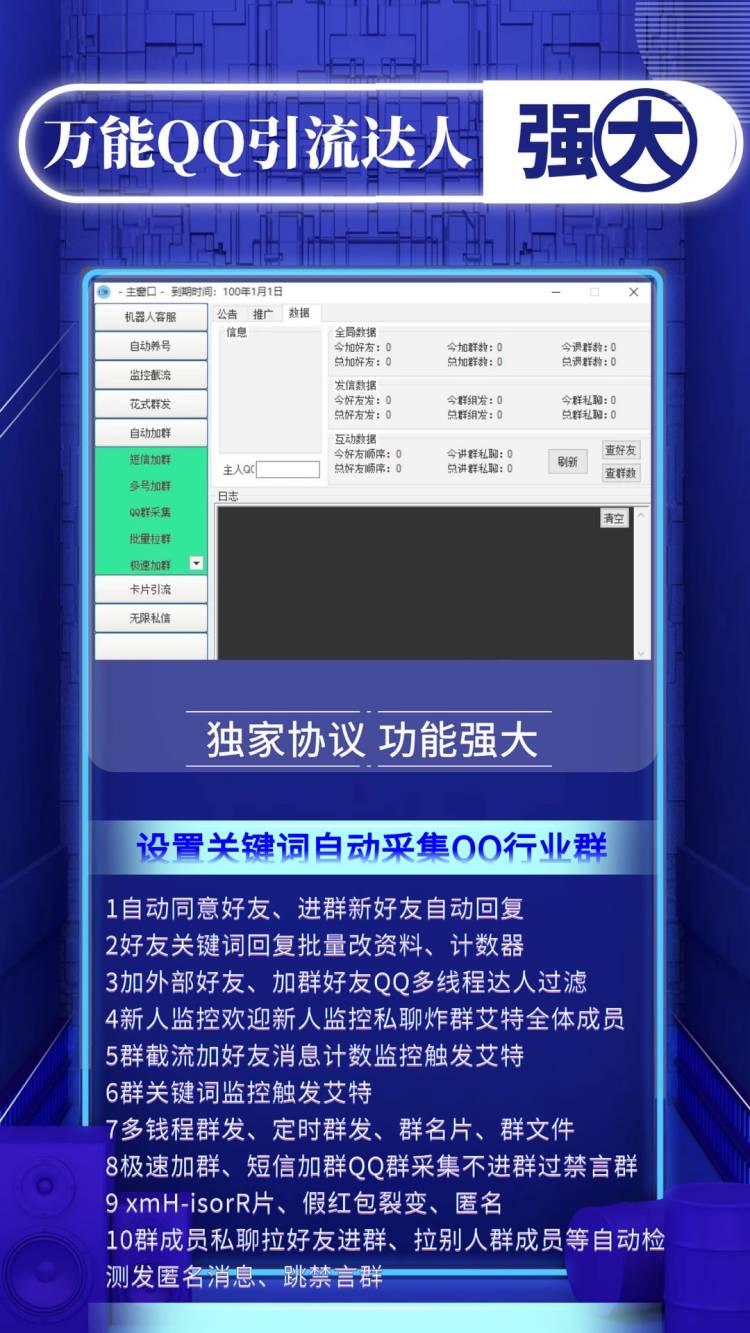 万能QQ引流达人 强大
- 主窗口 - 到期时间：100年1月1日
机器人客服
自动养号
监控截流
花式群发
自动加群
短信加群
多号加群
QQ群采集
批量拉群
极速加群
卡片引流
无限私信
公告 推广 数据
信息
主人QQ
全局数据
今加好友：0 今加群数：0 今退群数：0
总加好友：0 总加群数：0 总退群数：0
发信数据
今好友发：0 今群组发：0 今群私聊：0
总好友发：0 总群组发：0 总群私聊：0
互动数据
今好友顺序：0 今讲群私聊：0
总好友顺序：0 总讲群私聊：0
刷新
查好友
查群数
日志
清空
独家协议 功能强大
设置关键词自动采集QQ行业群
1自动同意好友、进群新好友自动回复
2好友关键词回复批量改资料、计数器
3加外部好友、加群好友QQ多线程达人过滤
4新人监控欢迎新人监控私聊炸群艾特全体成员
5群截流加好友消息计数监控触发艾特
6群关键词监控触发艾特
7多钱程群发、定时群发、群名片、群文件
8极速加群、短信加群QQ群采集不进群过禁言群
9 xmH-isorR片、假红包裂变、匿名
10群成员私聊拉好友进群、拉别人群成员等自动检
测发匿名消息、跳禁言群